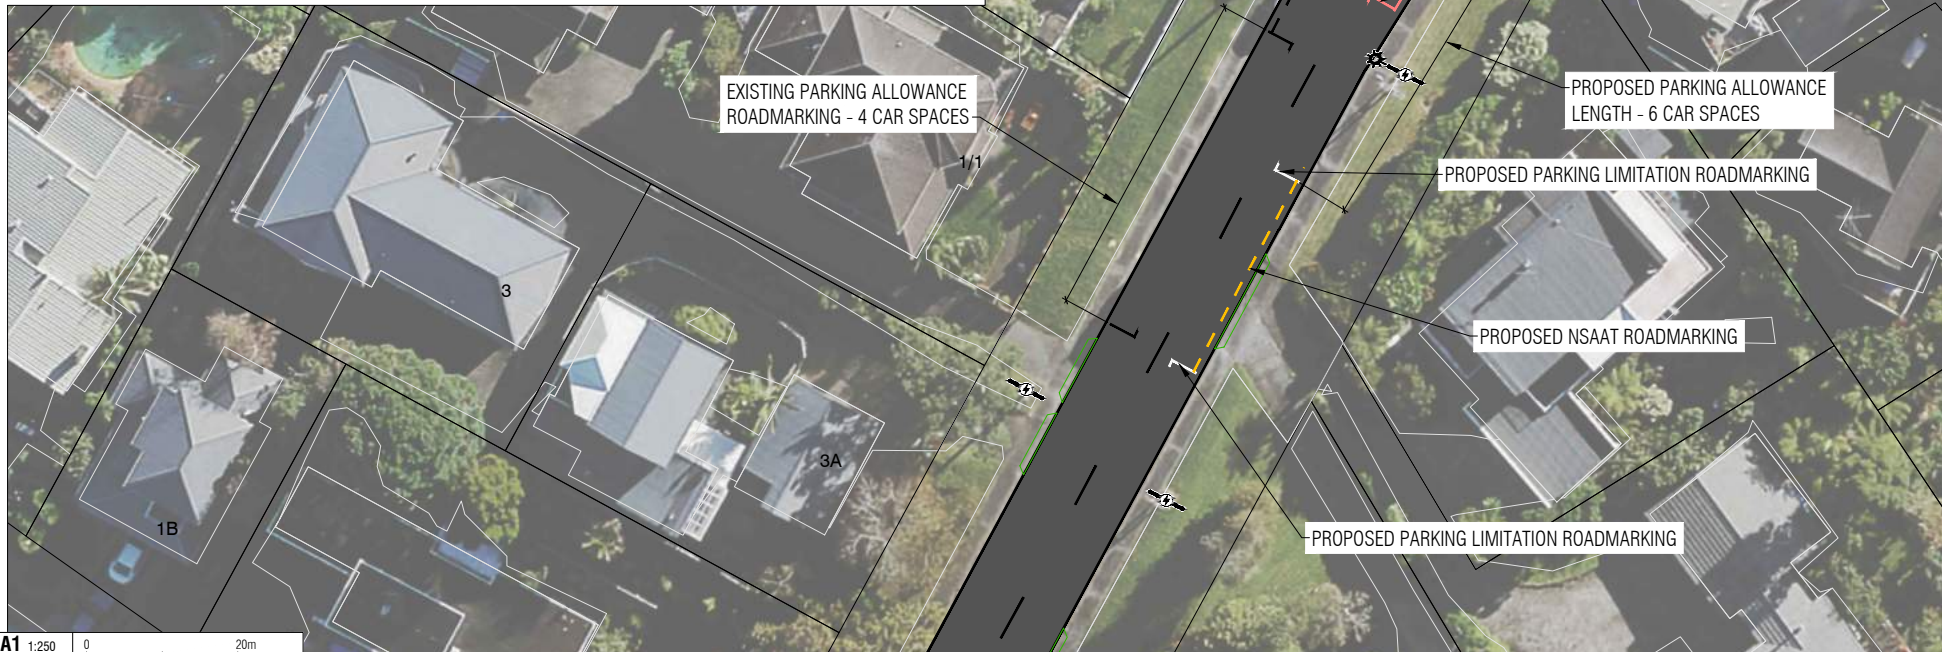 EXISTING PARKING ALLOWANCE
ROADMARKING - 4 CAR SPACES
PROPOSED PARKING ALLOWANCE
LENGTH - 6 CAR SPACES
1/1
PROPOSED PARKING LIMITATION ROADMARKING
3
PROPOSED NSAAT ROADMARKING
3A
1B
PROPOSED PARKING LIMITATION ROADMARKING
A1 1:250 0 20m